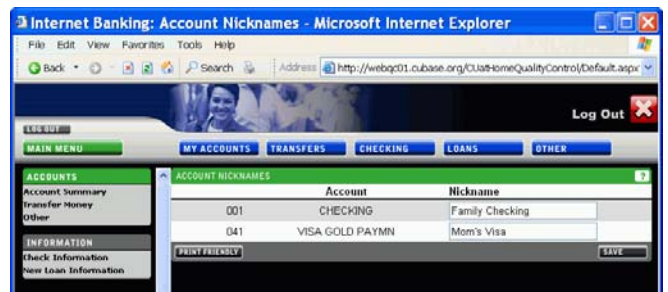 Internet Banking: Account Nicknames - Microsoft Internet Explorer
File Edit View Favorites Tools Help
Back Search Address http://webqc01.cubase.org/CUatHomeQualityControl/Default.aspx
Log Out
LOG OUT
MAIN MENU MY ACCOUNTS TRANSFERS CHECKING LOANS OTHER
ACCOUNTS
Account Summary
Transfer Money
Other
INFORMATION
Check Information
New Loan Information
ACCOUNT NICKNAMES ?
Account Nickname
001 CHECKING Family Checking
041 VISA GOLD PAYMN Mom's Visa
PRINT FRIENDLY SAVE